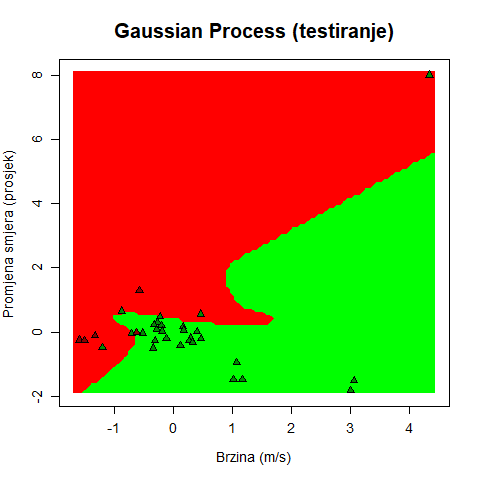 Gaussian Process (testiranje)
Promjena smjera (prosjek)
8
6
4
2
0
-2
-1 0 1 2 3 4
Brzina (m/s)